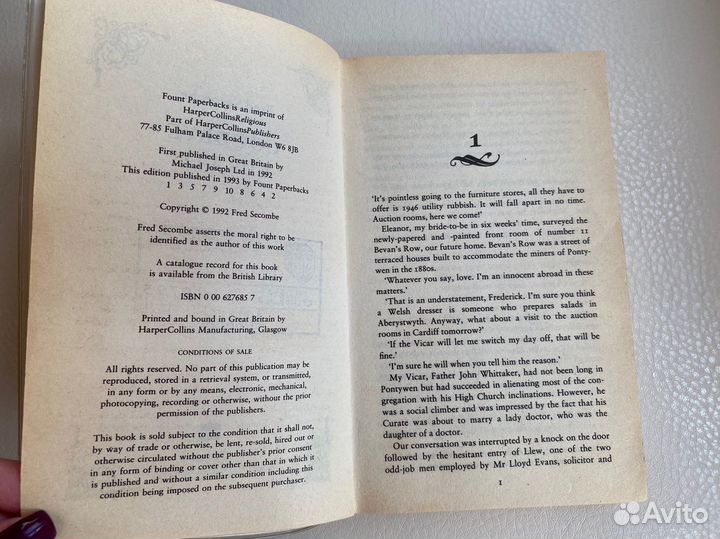 Fount Paperbacks is an imprint of
HarperCollinsReligious
Part of HarperCollinsPublishers
77-85 Fulham Palace Road, London W6 8JB
First published in Great Britain by
Michael Joseph Ltd in 1992
This edition published in 1993 by Fount Paperbacks
1 3 5 7 9 10 8 6 4 2
Copyright © 1992 Fred Secombe
Fred Secombe asserts the moral right to be
identified as the author of this work
A catalogue record for this book
is available from the British Library
ISBN 0 00 627685 7
Printed and bound in Great Britain by
HarperCollins Manufacturing, Glasgow
CONDITIONS OF SALE
All rights reserved. No part of this publication may be
reproduced, stored in a retrieval system, or transmitted,
in any form or by any means, electronic, mechanical,
photocopying, recording or otherwise, without the prior
permission of the publishers.
This book is sold subject to the condition that it shall not,
by way of trade or otherwise, be lent, re-sold, hired out or
otherwise circulated without the publisher's prior consent
in any form of binding or cover other than that in which it
is published and without a similar condition including this
condition being imposed on the subsequent purchaser.
1
'It's pointless going to the furniture stores, all they have to
offer is 1946 utility rubbish. It will fall apart in no time.
Auction rooms, here we come!'
Eleanor, my bride-to-be in six weeks' time, surveyed the
newly-papered and -painted front room of number 11
Bevan's Row, our future home. Bevan's Row was a street of
terraced houses built to accommodate the miners of Ponty-
wen in the 1880s.
'Whatever you say, love. I'm an innocent abroad in these
matters.'
'That is an understatement, Frederick. I'm sure you think
a Welsh dresser is someone who prepares salads in
Aberystwyth. Anyway, what about a visit to the auction
rooms in Cardiff tomorrow?'
'If the Vicar will let me switch my day off, that will be
fine.'
'I'm sure he will when you tell him the reason.'
My Vicar, Father John Whittaker, had not been long in
Pontywen but had succeeded in alienating most of the con-
gregation with his High Church inclinations. However, he
was a social climber and was impressed by the fact that his
Curate was about to marry a lady doctor, who was the
daughter of a doctor.
Our conversation was interrupted by a knock on the door
followed by the hesitant entry of Llew, one of the two
odd-job men employed by Mr Lloyd Evans, solicitor and
1
Avito